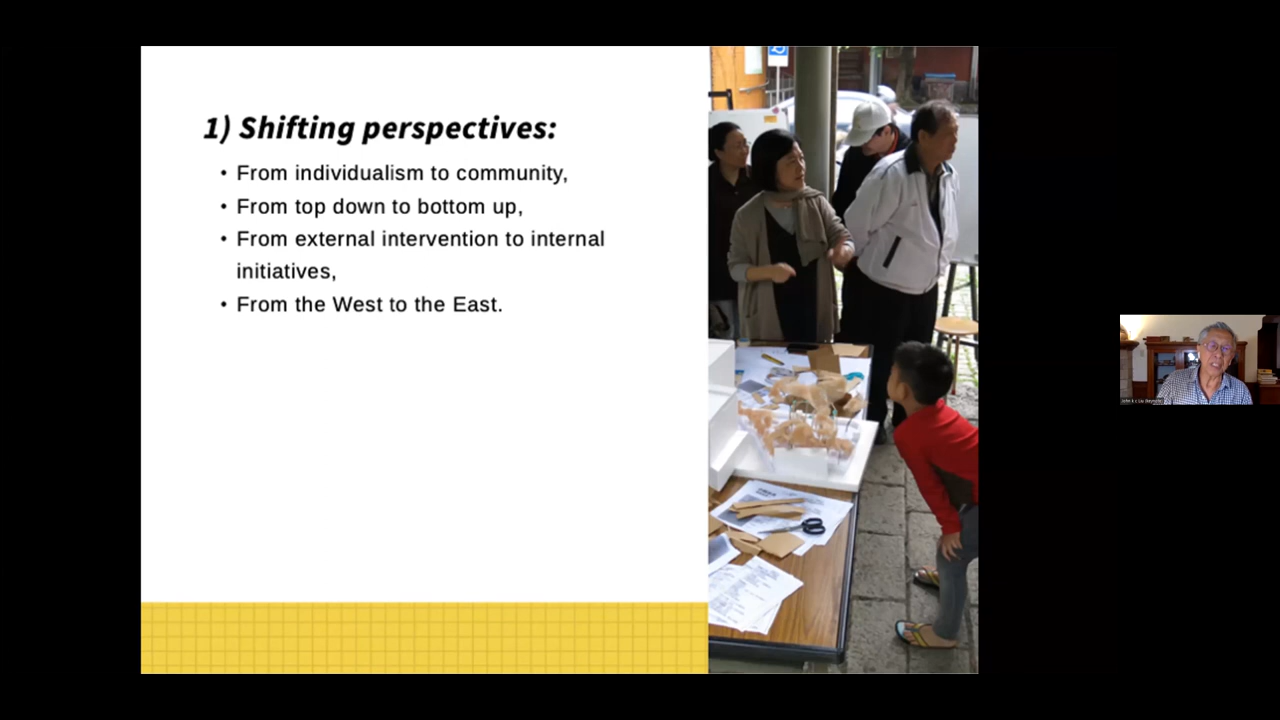 1) Shifting perspectives:
• From individualism to community,
• From top down to bottom up,
• From external intervention to internal
initiatives,
• From the West to the East.